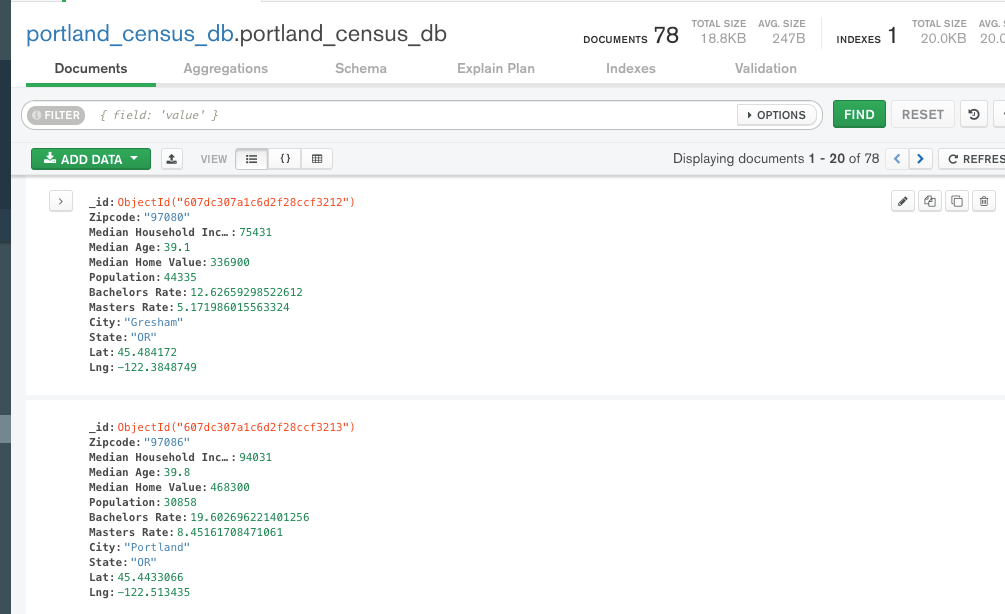 portland_census_db.portland_census_db
DOCUMENTS 78
TOTAL SIZE AVG. SIZE
18.8KB 247B
INDEXES 1
TOTAL SIZE AVG.
20.0KB 20.0
Documents Aggregations Schema Explain Plan Indexes Validation
FILTER { field: 'value' } OPTIONS FIND RESET
ADD DATA VIEW { } Displaying documents 1 - 20 of 78 < > REFRES
_id: ObjectId("607dc307a1c6d2f28ccf3212")
Zipcode: "97080"
Median Household Inc… : 75431
Median Age: 39.1
Median Home Value: 336900
Population: 44335
Bachelors Rate: 12.62659298522612
Masters Rate: 5.171986015563324
City: "Gresham"
State: "OR"
Lat: 45.484172
Lng: -122.3848749
_id: ObjectId("607dc307a1c6d2f28ccf3213")
Zipcode: "97086"
Median Household Inc… : 94031
Median Age: 39.8
Median Home Value: 468300
Population: 30858
Bachelors Rate: 19.602696221401256
Masters Rate: 8.45161708471061
City: "Portland"
State: "OR"
Lat: 45.4433066
Lng: -122.513435